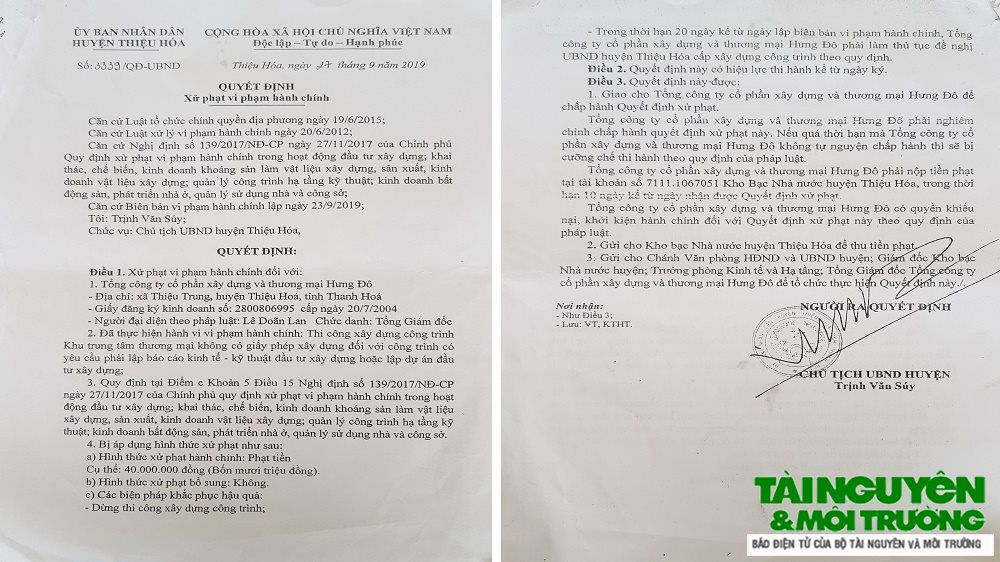 ỦY BAN NHÂN DÂN
HUYỆN THIỆU HÓA
CỘNG HÒA XÃ HỘI CHỦ NGHĨA VIỆT NAM
Độc lập – Tự do – Hạnh phúc
Số: 3339/QĐ-UBND
Thiệu Hóa, ngày 27 tháng 9 năm 2019
QUYẾT ĐỊNH
Xử phạt vi phạm hành chính
Căn cứ Luật tổ chức chính quyền địa phương ngày 19/6/2015;
Căn cứ Luật xử lý vi phạm hành chính ngày 20/6/2012;
Căn cứ Nghị định số 139/2017/NĐ-CP ngày 27/11/2017 của Chính phủ
Quy định xử phạt vi phạm hành chính trong hoạt động đầu tư xây dựng; khai
thác, chế biến, kinh doanh khoáng sản làm vật liệu xây dựng, sản xuất, kinh
doanh vật liệu xây dựng; quản lý công trình hạ tầng kỹ thuật; kinh doanh bất
động sản, phát triển nhà ở, quản lý sử dụng nhà và công sở;
Căn cứ Biên bản vi phạm hành chính lập ngày 23/9/2019;
Tôi: Trịnh Văn Súy;
Chức vụ: Chủ tịch UBND huyện Thiệu Hóa,
QUYẾT ĐỊNH:
Điều 1. Xử phạt vi phạm hành chính đối với:
1. Tổng công ty cổ phần xây dựng và thương mại Hưng Đô
- Địa chỉ: xã Thiệu Trung, huyện Thiệu Hoá, tỉnh Thanh Hoá
- Giấy đăng ký kinh doanh số: 2800806995 cấp ngày 20/7/2004
- Người đại diện theo pháp luật: Lê Doãn Lan Chức danh: Tổng Giám đốc
2. Đã thực hiện hành vi vi phạm hành chính: Thi công xây dựng công trình
Khu trung tâm thương mại không có giấy phép xây dựng đối với công trình có
yêu cầu phải lập báo cáo kinh tế - kỹ thuật đầu tư xây dựng hoặc lập dự án đầu
tư xây dựng;
3. Quy định tại Điểm c Khoản 5 Điều 15 Nghị định số 139/2017/NĐ-CP
ngày 27/11/2017 của Chính phủ quy định xử phạt vi phạm hành chính trong hoạt
động đầu tư xây dựng; khai thác, chế biến, kinh doanh khoáng sản làm vật liệu
xây dựng, sản xuất, kinh doanh vật liệu xây dựng; quản lý công trình hạ tầng kỹ
thuật; kinh doanh bất động sản, phát triển nhà ở, quản lý sử dụng nhà và công sở.
4. Bị áp dụng hình thức xử phạt như sau:
a) Hình thức xử phạt hành chính: Phạt tiền
Cụ thể: 40.000.000 đồng (Bốn mươi triệu đồng).
b) Hình thức xử phạt bổ sung: Không.
c) Các biện pháp khắc phục hậu quả:
- Dừng thi công xây dựng công trình;
- Trong thời hạn 20 ngày kể từ ngày lập biên bản vi phạm hành chính, Tổng
công ty cổ phần xây dựng và thương mại Hưng Đô phải làm thủ tục đề nghị
UBND huyện Thiệu Hóa cấp xây dựng công trình theo quy định.
Điều 2. Quyết định này có hiệu lực thi hành kể từ ngày ký.
Điều 3. Quyết định này được:
1. Giao cho Tổng công ty cổ phần xây dựng và thương mại Hưng Đô để
chấp hành Quyết định xử phạt.
Tổng công ty cổ phần xây dựng và thương mại Hưng Đô phải nghiêm
chỉnh chấp hành quyết định xử phạt này. Nếu quá thời hạn mà Tổng công ty cổ
phần xây dựng và thương mại Hưng Đô không tự nguyện chấp hành thì sẽ bị
cưỡng chế thi hành theo quy định của pháp luật.
Tổng công ty cổ phần xây dựng và thương mại Hưng Đô phải nộp tiền phạt
tại tài khoản số 7111.1067051 Kho Bạc Nhà nước huyện Thiệu Hóa, trong thời
hạn 10 ngày kể từ ngày nhận được Quyết định xử phạt.
Tổng công ty cổ phần xây dựng và thương mại Hưng Đô có quyền khiếu
nại, khởi kiện hành chính đối với Quyết định xử phạt này theo quy định của
pháp luật.
2. Gửi cho Kho bạc Nhà nước huyện Thiệu Hóa để thu tiền phạt.
3. Gửi cho Chánh Văn phòng HĐND và UBND huyện; Giám đốc Kho bạc
Nhà nước huyện; Trưởng phòng Kinh tế và Hạ tầng; Tổng Giám đốc Tổng công ty
cổ phần xây dựng và thương mại Hưng Đô để tổ chức thực hiện Quyết định này./.
Nơi nhận:
- Như Điều 3;
- Lưu: VT, KTHT.
NGƯỜI RA QUYẾT ĐỊNH
CHỦ TỊCH UBND HUYỆN
Trịnh Văn Súy
TÀI NGUYÊN
& MÔI TRƯỜNG
BÁO ĐIỆN TỬ CỦA BỘ TÀI NGUYÊN VÀ MÔI TRƯỜNG